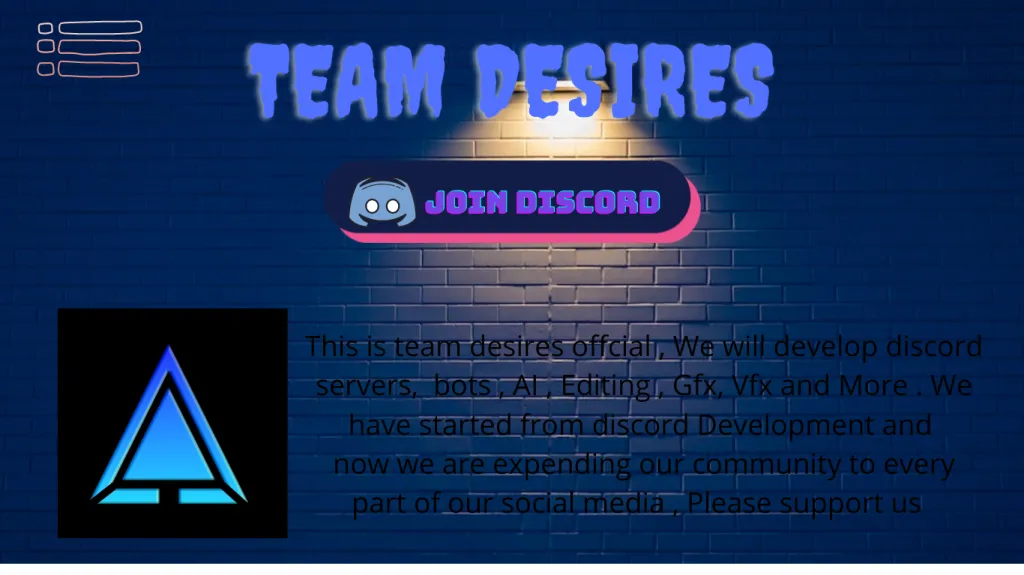 TEAM DESIRES
JOIN DISCORD
This is team desires offcial , We will develop discord
servers, bots , AI , Editing , Gfx, Vfx and More . We
have started from discord Development and
now we are expending our community to every
part of our social media , Please support us